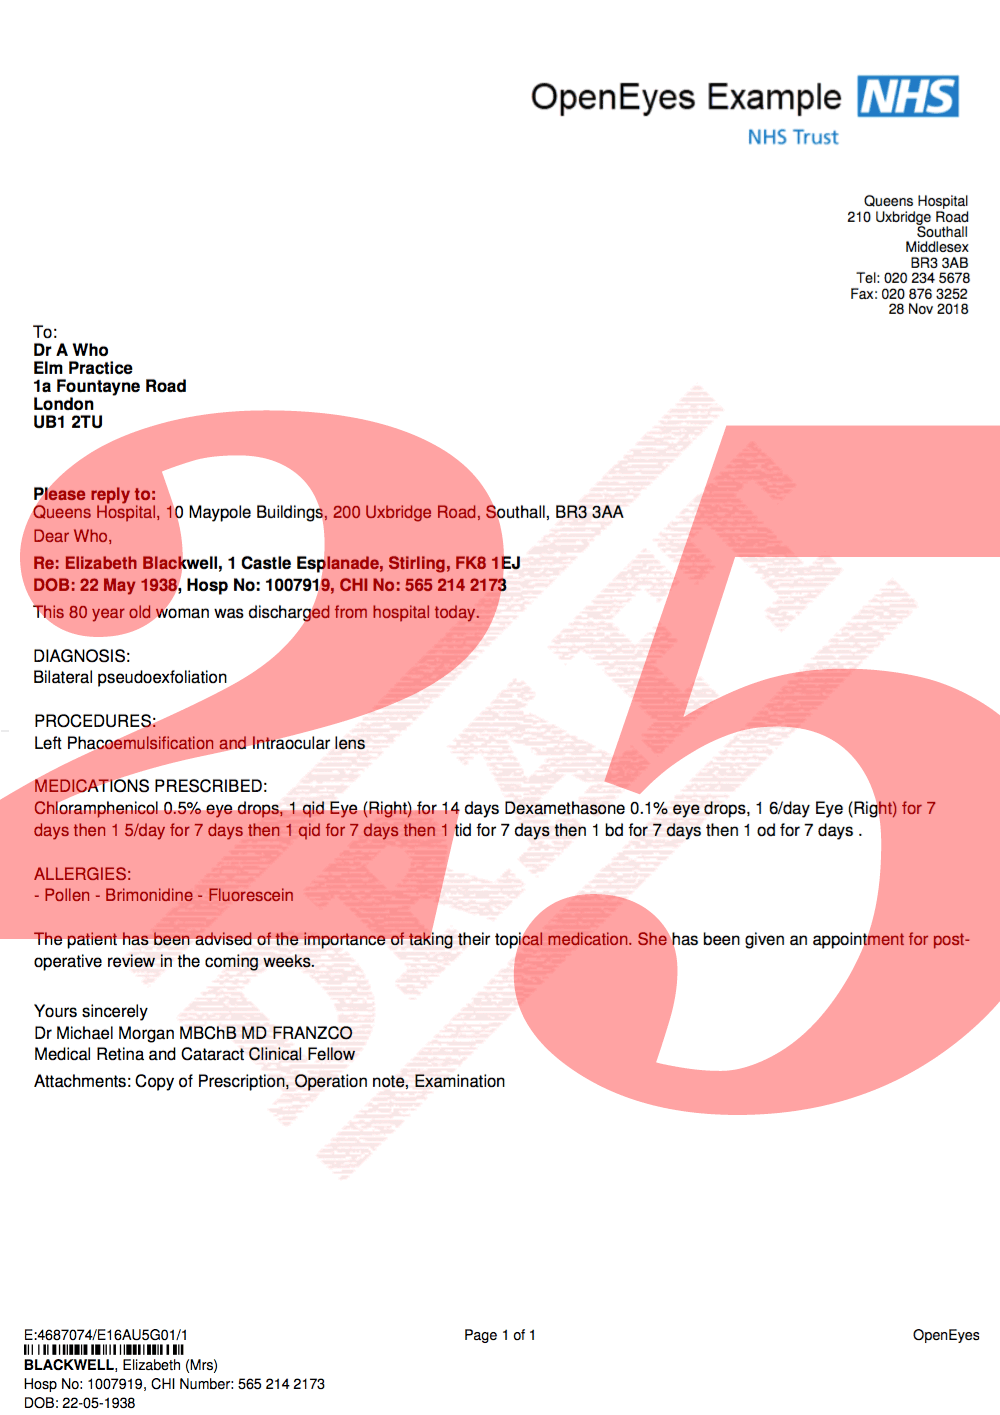 OpenEyes Example NHS
NHS Trust
Queens Hospital
210 Uxbridge Road
Southall
Middlesex
BR3 3AB
Tel: 020 234 5678
Fax: 020 876 3252
28 Nov 2018
To:
Dr A Who
Elm Practice
1a Fountayne Road
London
UB1 2TU
25
DRAFT
Please reply to:
Queens Hospital, 10 Maypole Buildings, 200 Uxbridge Road, Southall, BR3 3AA
Dear Who,
Re: Elizabeth Blackwell, 1 Castle Esplanade, Stirling, FK8 1EJ
DOB: 22 May 1938, Hosp No: 1007919, CHI No: 565 214 2173
This 80 year old woman was discharged from hospital today.
DIAGNOSIS:
Bilateral pseudoexfoliation
PROCEDURES:
Left Phacoemulsification and Intraocular lens
MEDICATIONS PRESCRIBED:
Chloramphenicol 0.5% eye drops, 1 qid Eye (Right) for 14 days Dexamethasone 0.1% eye drops, 1 6/day Eye (Right) for 7
days then 1 5/day for 7 days then 1 qid for 7 days then 1 tid for 7 days then 1 bd for 7 days then 1 od for 7 days .
ALLERGIES:
- Pollen - Brimonidine - Fluorescein
The patient has been advised of the importance of taking their topical medication. She has been given an appointment for post-
operative review in the coming weeks.
Yours sincerely
Dr Michael Morgan MBChB MD FRANZCO
Medical Retina and Cataract Clinical Fellow
Attachments: Copy of Prescription, Operation note, Examination
E:4687074/E16AU5G01/1
Page 1 of 1
OpenEyes
BLACKWELL, Elizabeth (Mrs)
Hosp No: 1007919, CHI Number: 565 214 2173
DOB: 22-05-1938